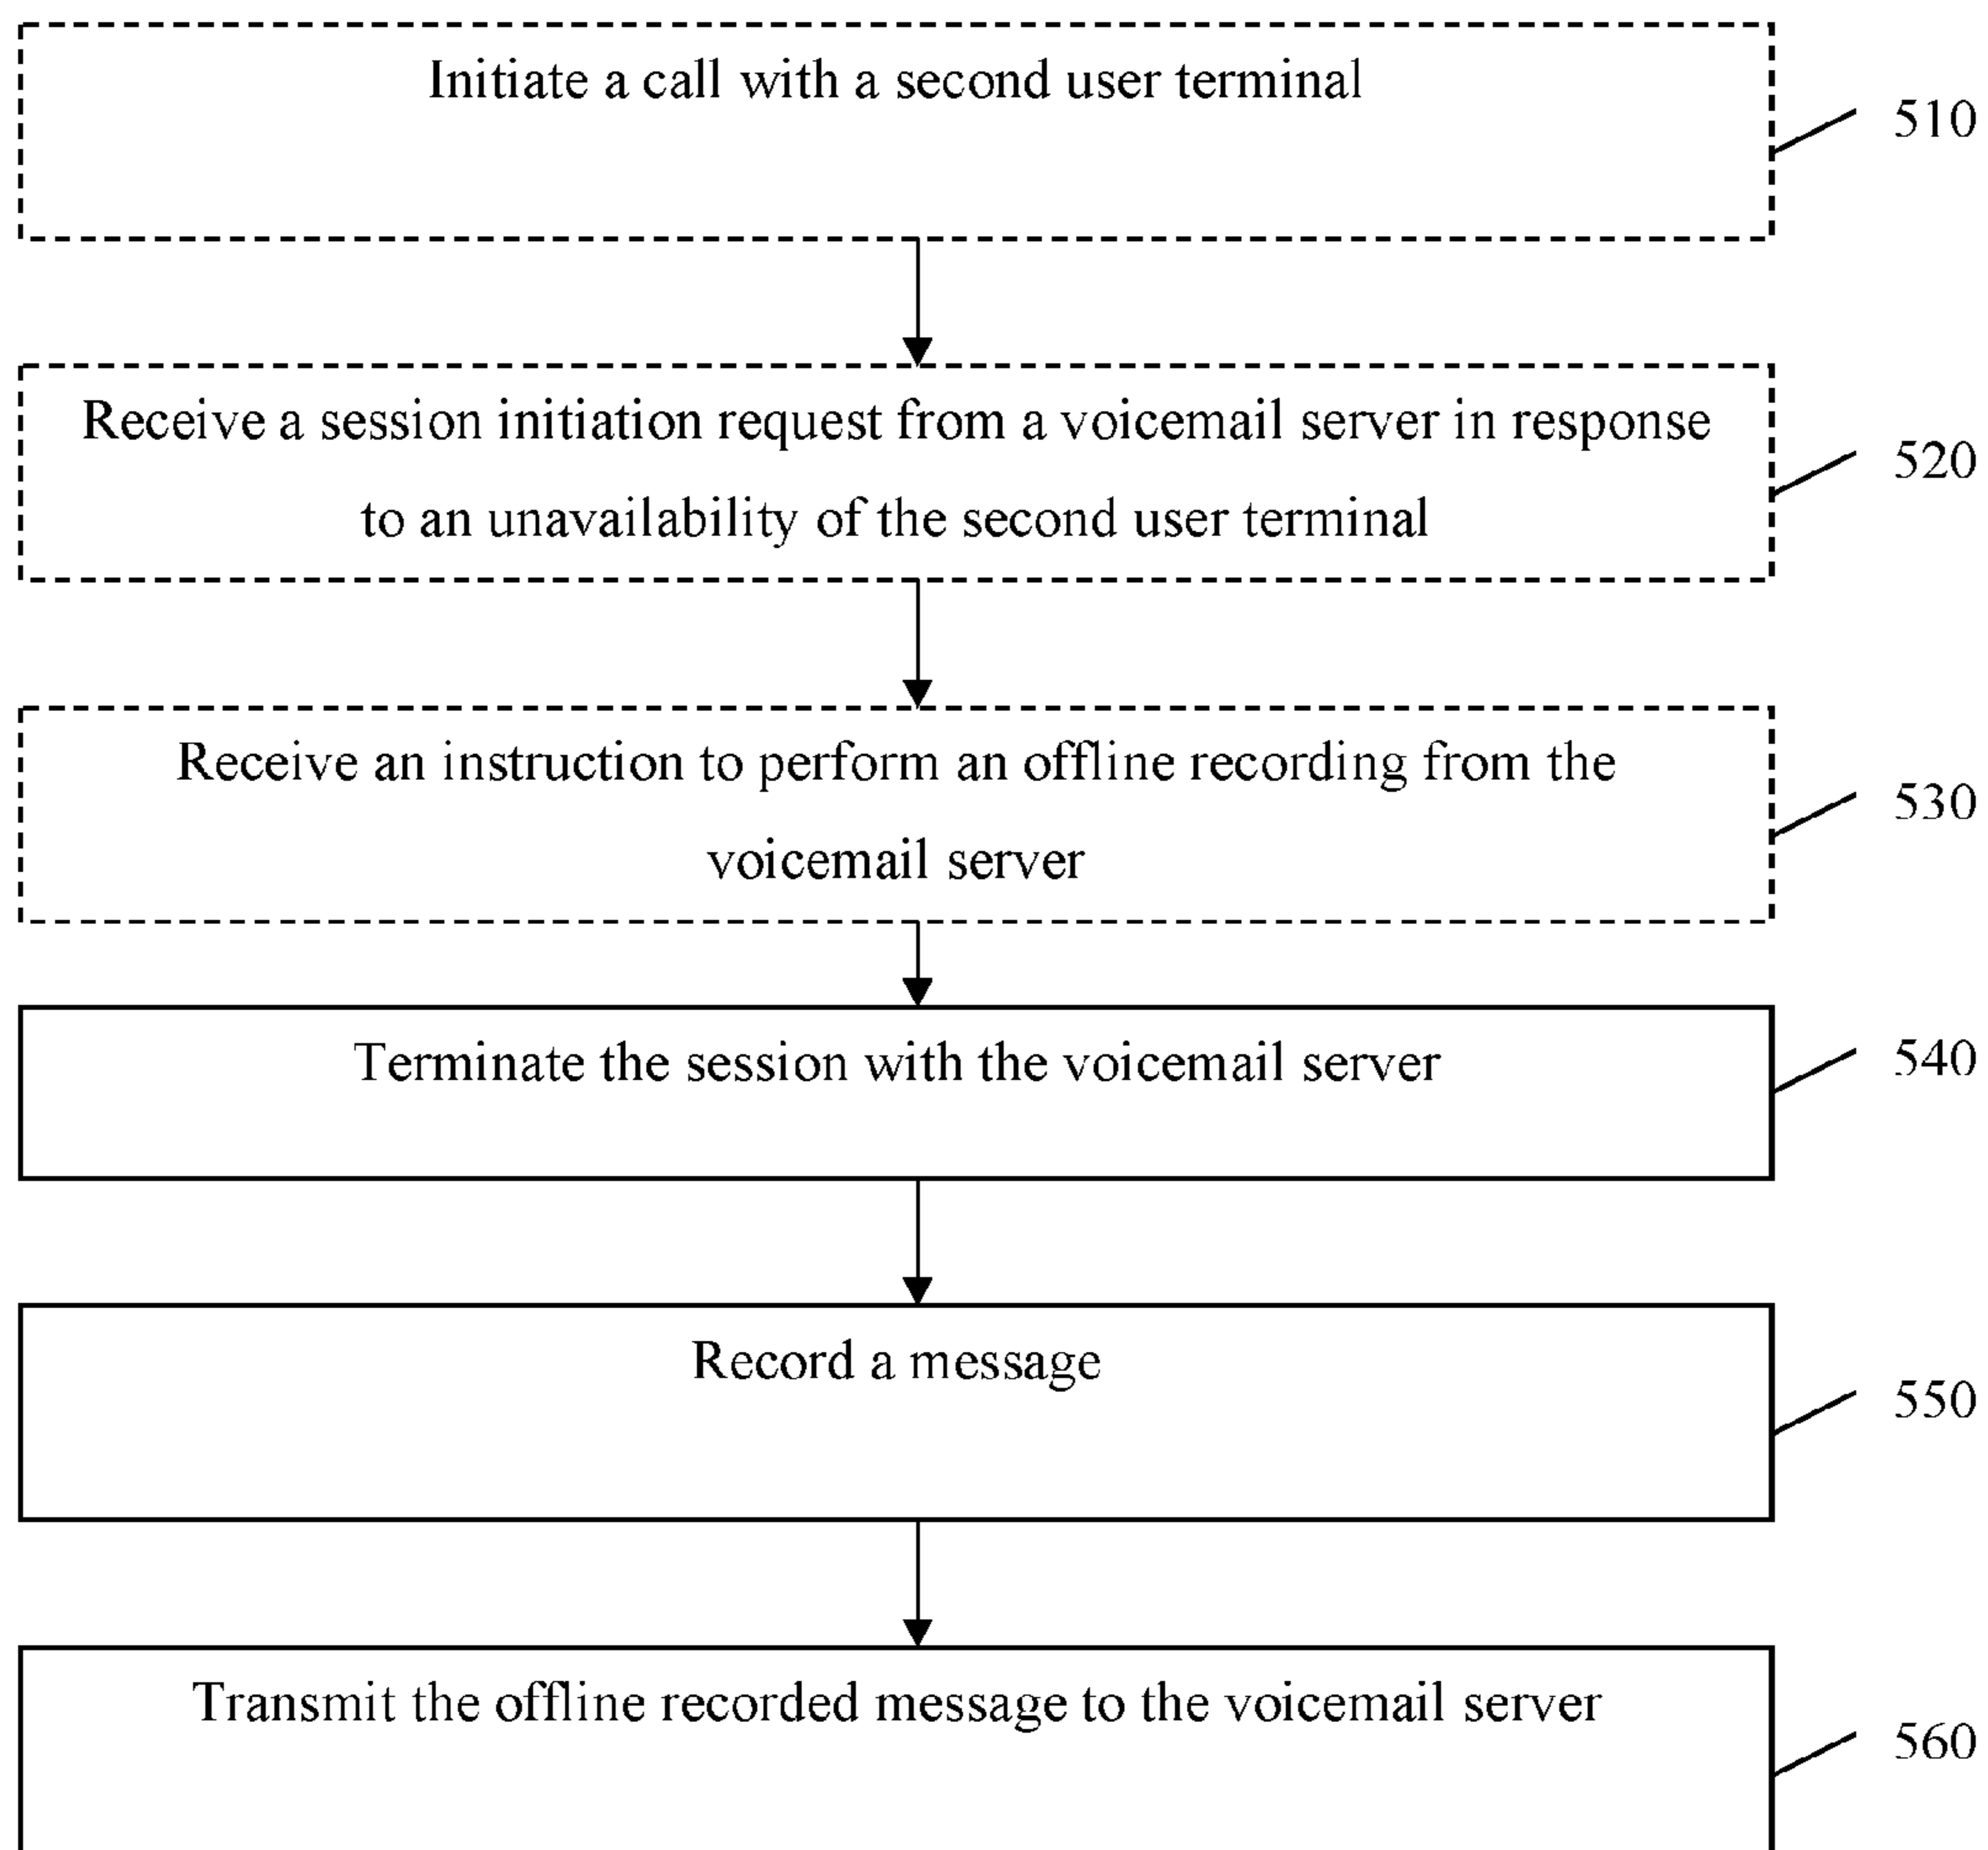 Initiate a call with a second user terminal
510
Receive a session initiation request from a voicemail server in response
to an unavailability of the second user terminal
520
Receive an instruction to perform an offline recording from the
voicemail server
530
Terminate the session with the voicemail server
540
Record a message
550
Transmit the offline recorded message to the voicemail server
560